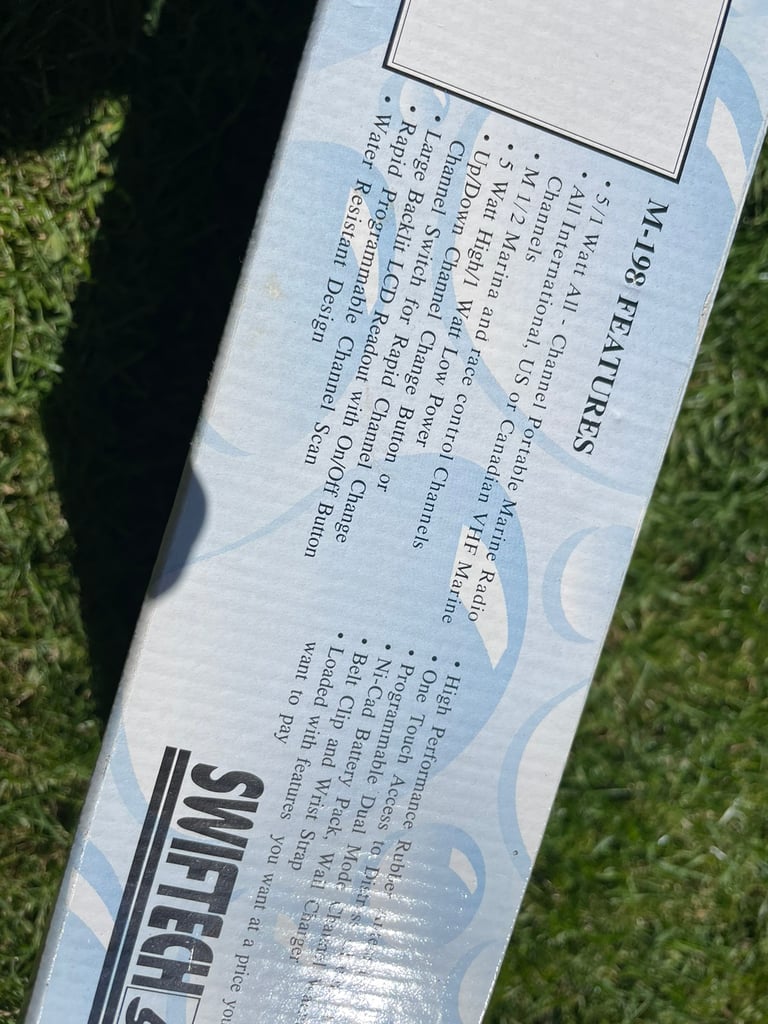 M-198 FEATURES
• 5/1 Watt All - Channel Portable Marine Radio
• All International, US or Canadian VHF Marine
Channels
• M 1/2 Marina and race control Channels
• 5 Watt High/1 Watt Low Power
• Up/Down Channel Change Button or
Channel Switch for Rapid Channel Change
• Large Backlit LCD Readout with On/Off Button
• Rapid Programmable Channel Scan
• Water Resistant Design
• High Performance Rubber
• One Touch Access to
• Programmable Dual Mode
• Ni-Cad Battery Pack, Wall Charger
• Belt Clip and Wrist Strap
• Loaded with features you want at a price you
want to pay
SWIFTECH